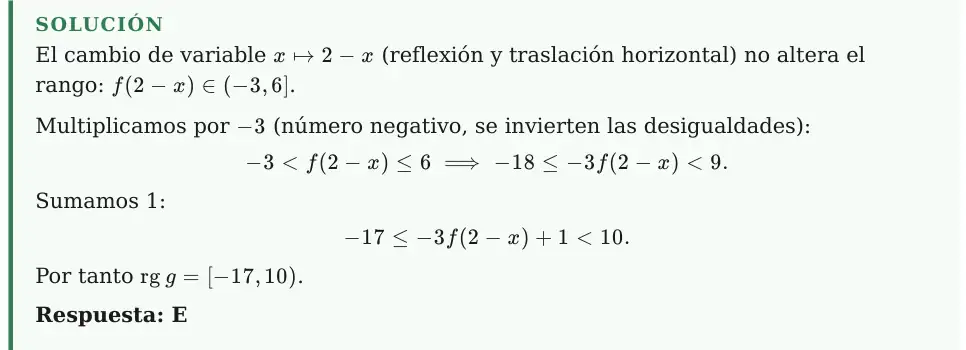 SOLUCIÓN
El cambio de variable x ↦ 2 − x (reflexión y traslación horizontal) no altera el
rango: f(2 − x) ∈ (−3, 6].
Multiplicamos por −3 (número negativo, se invierten las desigualdades):
−3 < f(2 − x) ≤ 6 ⟹ −18 ≤ −3f(2 − x) < 9.
Sumamos 1:
−17 ≤ −3f(2 − x) + 1 < 10.
Por tanto rg g = [−17, 10).
Respuesta: E